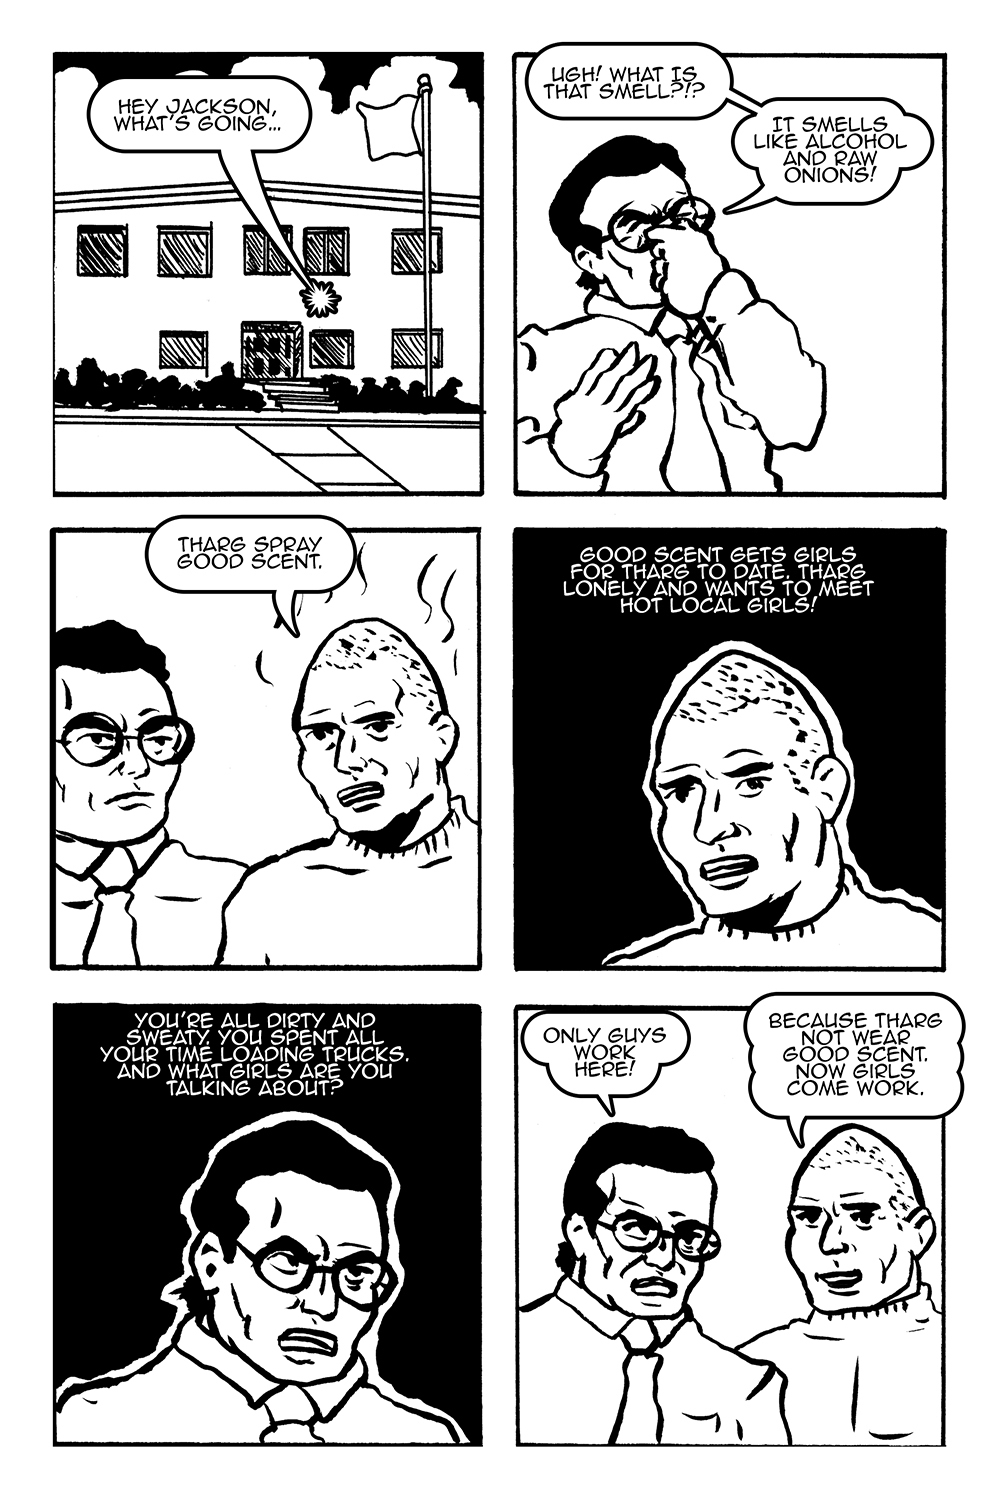 HEY JACKSON,
WHAT'S GOING...
UGH! WHAT IS
THAT SMELL?!?
IT SMELLS
LIKE ALCOHOL
AND RAW
ONIONS!
THARG SPRAY
GOOD SCENT.
GOOD SCENT GETS GIRLS
FOR THARG TO DATE. THARG
LONELY AND WANTS TO MEET
HOT LOCAL GIRLS!
YOU'RE ALL DIRTY AND
SWEATY. YOU SPENT ALL
YOUR TIME LOADING TRUCKS.
AND WHAT GIRLS ARE YOU
TALKING ABOUT?
ONLY GUYS
WORK
HERE!
BECAUSE THARG
NOT WEAR
GOOD SCENT.
NOW GIRLS
COME WORK.